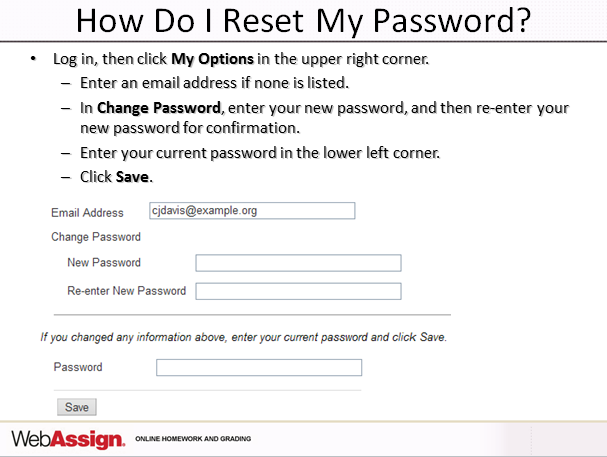 How Do I Reset My Password?
• Log in, then click My Options in the upper right corner.
– Enter an email address if none is listed.
– In Change Password, enter your new password, and then re-enter your
new password for confirmation.
– Enter your current password in the lower left corner.
– Click Save.
Email Address cjdavis@example.org
Change Password
New Password
Re-enter New Password
If you changed any information above, enter your current password and click Save.
Password
Save
WebAssign. ONLINE HOMEWORK AND GRADING